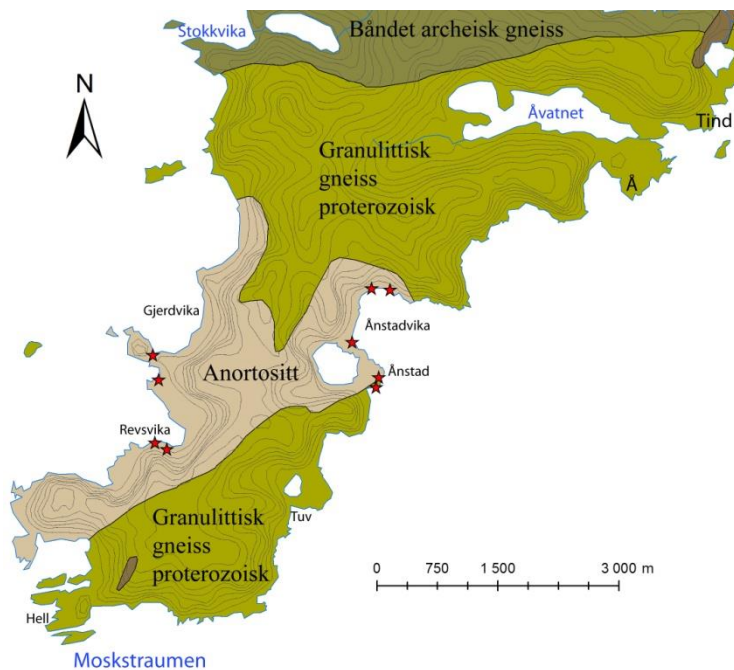 Stokkvika
Båndet archeisk gneiss
N
Åvatnet
Tind
Granulittisk
gneiss
proterozoisk
Å
Gjerdvika
Ånstadvika
Anortositt
Ånstad
Revsvika
Granulittisk
gneiss
proterozoisk
Tuv
0 750 1 500 3 000 m
Hell
Moskstraumen